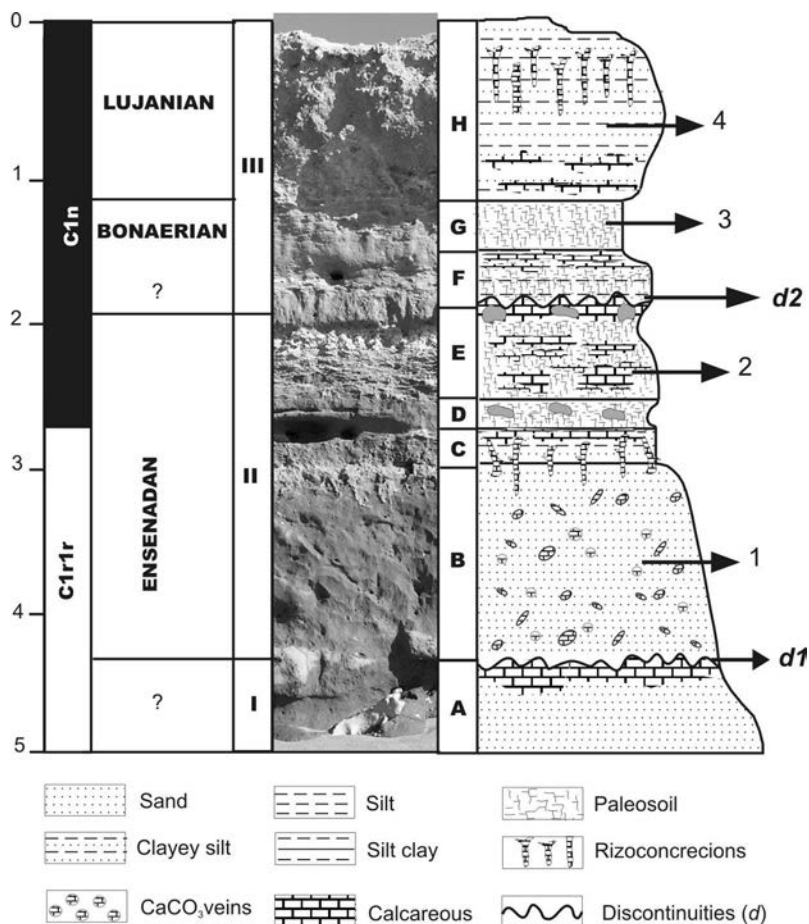 0
1
2
3
4
5
C1n
C1r1r
LUJANIAN
BONAERIAN
?
ENSENADAN
?
III
II
I
H
G
F
E
D
C
B
A
4
3
d2
2
1
d1
Sand
Silt
Paleosoil
Clayey silt
Silt clay
Rizoconcrecions
CaCO₃veins
Calcareous
Discontinuities (d)